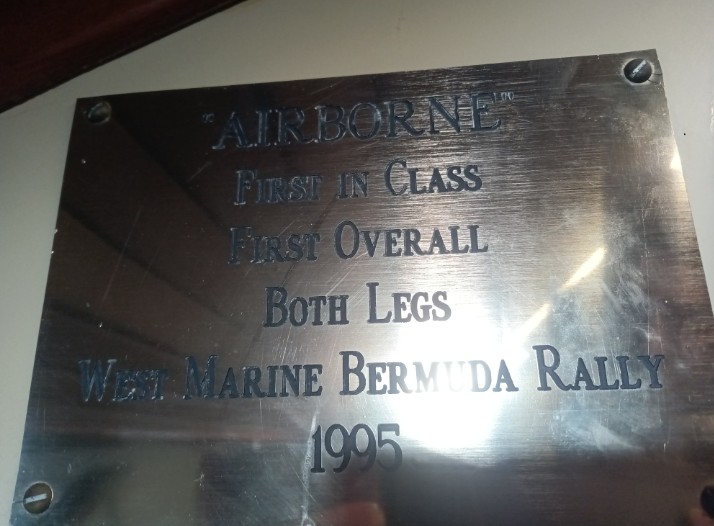 "AIRBORNE"
FIRST IN CLASS
FIRST OVERALL
BOTH LEGS
WEST MARINE BERMUDA RALLY
1995